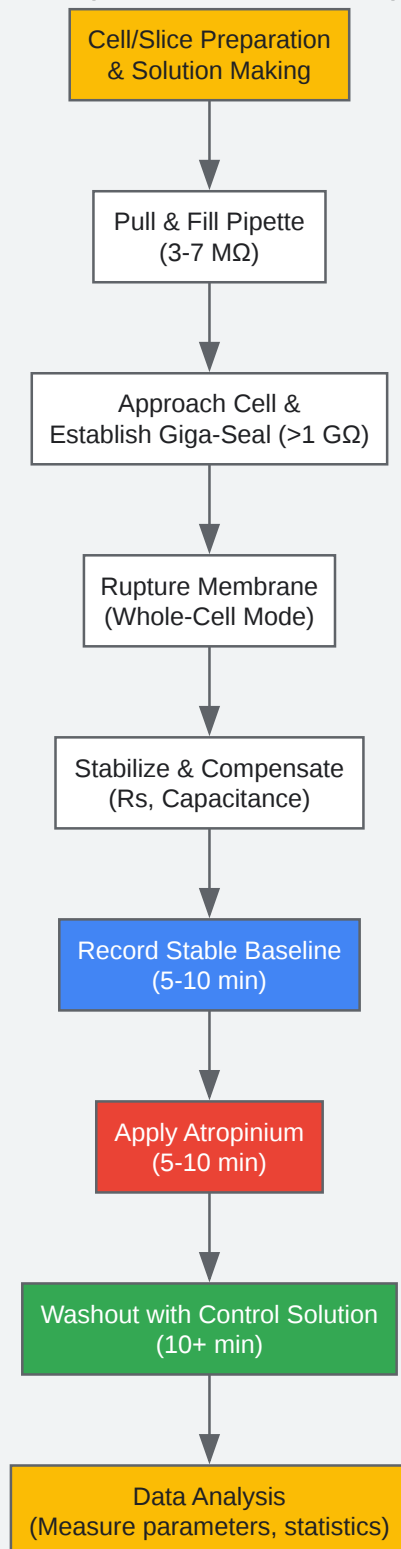 Cell/Slice Preparation
& Solution Making
Pull & Fill Pipette
(3-7 MΩ)
Approach Cell &
Establish Giga-Seal (>1 GΩ)
Rupture Membrane
(Whole-Cell Mode)
Stabilize & Compensate
(Rs, Capacitance)
Record Stable Baseline
(5-10 min)
Apply Atropinium
(5-10 min)
Washout with Control Solution
(10+ min)
Data Analysis
(Measure parameters, statistics)